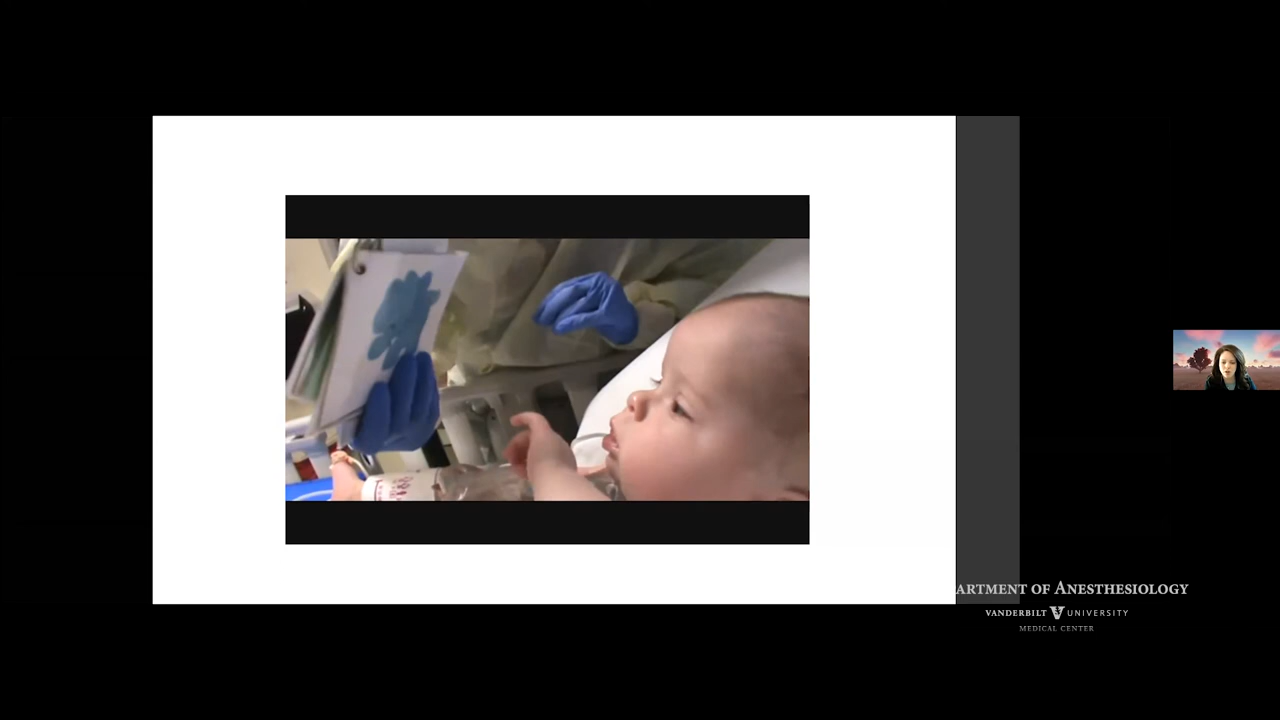 ARTMENT OF ANESTHESIOLOGY
VANDERBILT V UNIVERSITY
MEDICAL CENTER